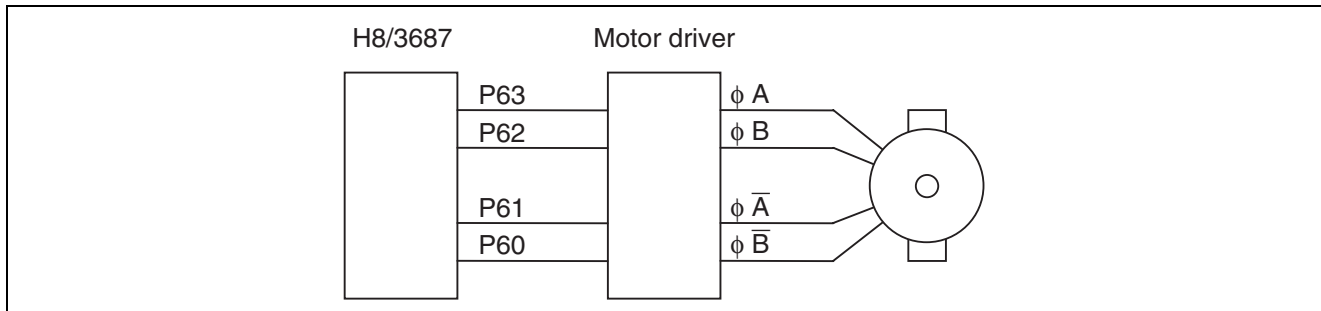 H8/3687 Motor driver
P63 φ A
P62 φ B
P61 φ A̅
P60 φ B̅